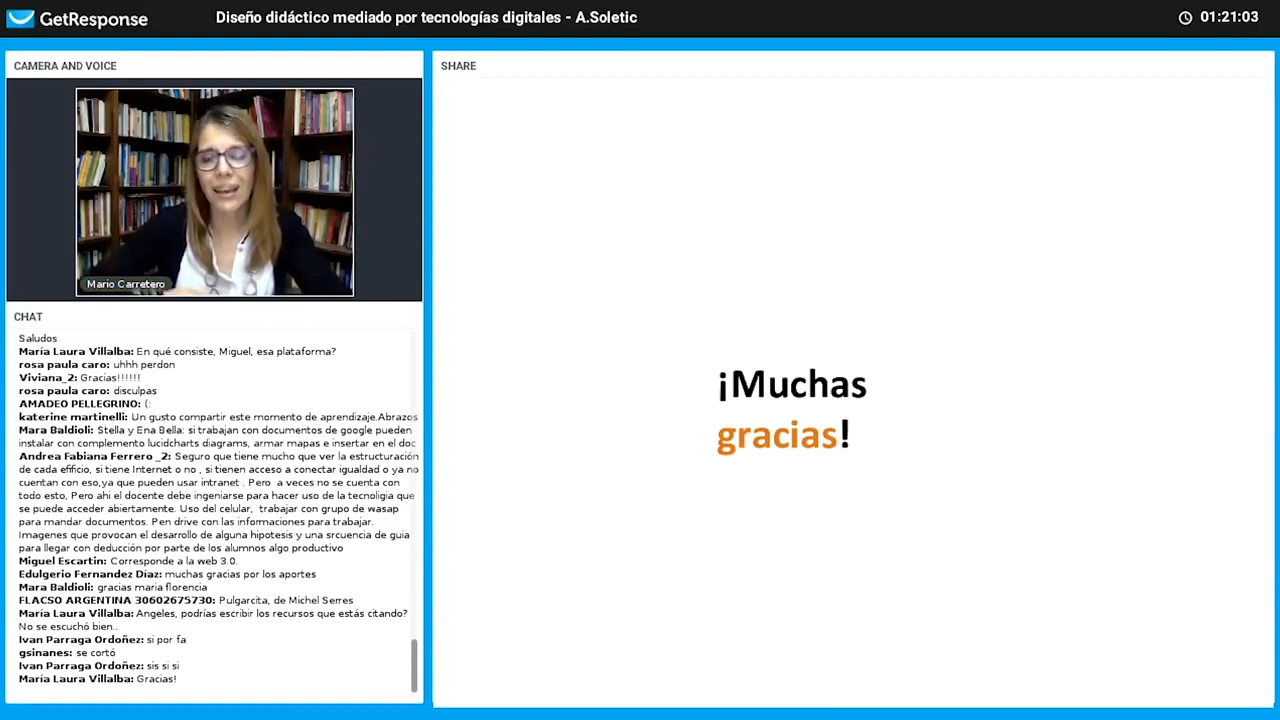 GetResponse
Diseño didáctico mediado por tecnologías digitales - A.Soletic
01:21:03
CAMERA AND VOICE
Mario Carretero
CHAT
Saludos
María Laura Villalba: En qué consiste, Miguel, esa plataforma?
rosa paula caro: uhhh perdon
Viviana_2: Gracias!!!!!!
rosa paula caro: disculpas
AMADEO PELLEGRINO: (:
katerine martinelli: Un gusto compartir este momento de aprendizaje.Abrazos
Mara Baldioli: Stella y Ena Bella: si trabajan con documentos de google pueden
instalar con complemento lucidcharts diagrams, armar mapas e insertar en el doc
Andrea Fabiana Ferrero _2: Seguro que tiene mucho que ver la estructuración
de cada efificio, si tiene Internet o no , si tienen acceso a conectar igualdad o ya no
cuentan con eso,ya que pueden usar intranet . Pero  a veces no se cuenta con
todo esto, Pero ahi el docente debe ingeniarse para hacer uso de la tecnoligia que
se puede acceder abiertamente. Uso del celular,  trabajar con grupo de wasap
para mandar documentos. Pen drive con las informaciones para trabajar.
Imagenes que provocan el desarrollo de alguna hipotesis y una srcuencia de guia
para llegar con deducción por parte de los alumnos algo productivo
Miguel Escartin: Corresponde a la web 3.0.
Edulgerio Fernandez Díaz: muchas gracias por los aportes
Mara Baldioli: gracias maria florencia
FLACSO ARGENTINA 30602675730: Pulgarcita, de Michel Serres
María Laura Villalba: Angeles, podrías escribir los recursos que estás citando?
No se escuchó bien..
Ivan Parraga Ordoñez: si por fa
gsinanes: se cortó
Ivan Parraga Ordoñez: sis si si
María Laura Villalba: Gracias!
SHARE
¡Muchas
gracias!